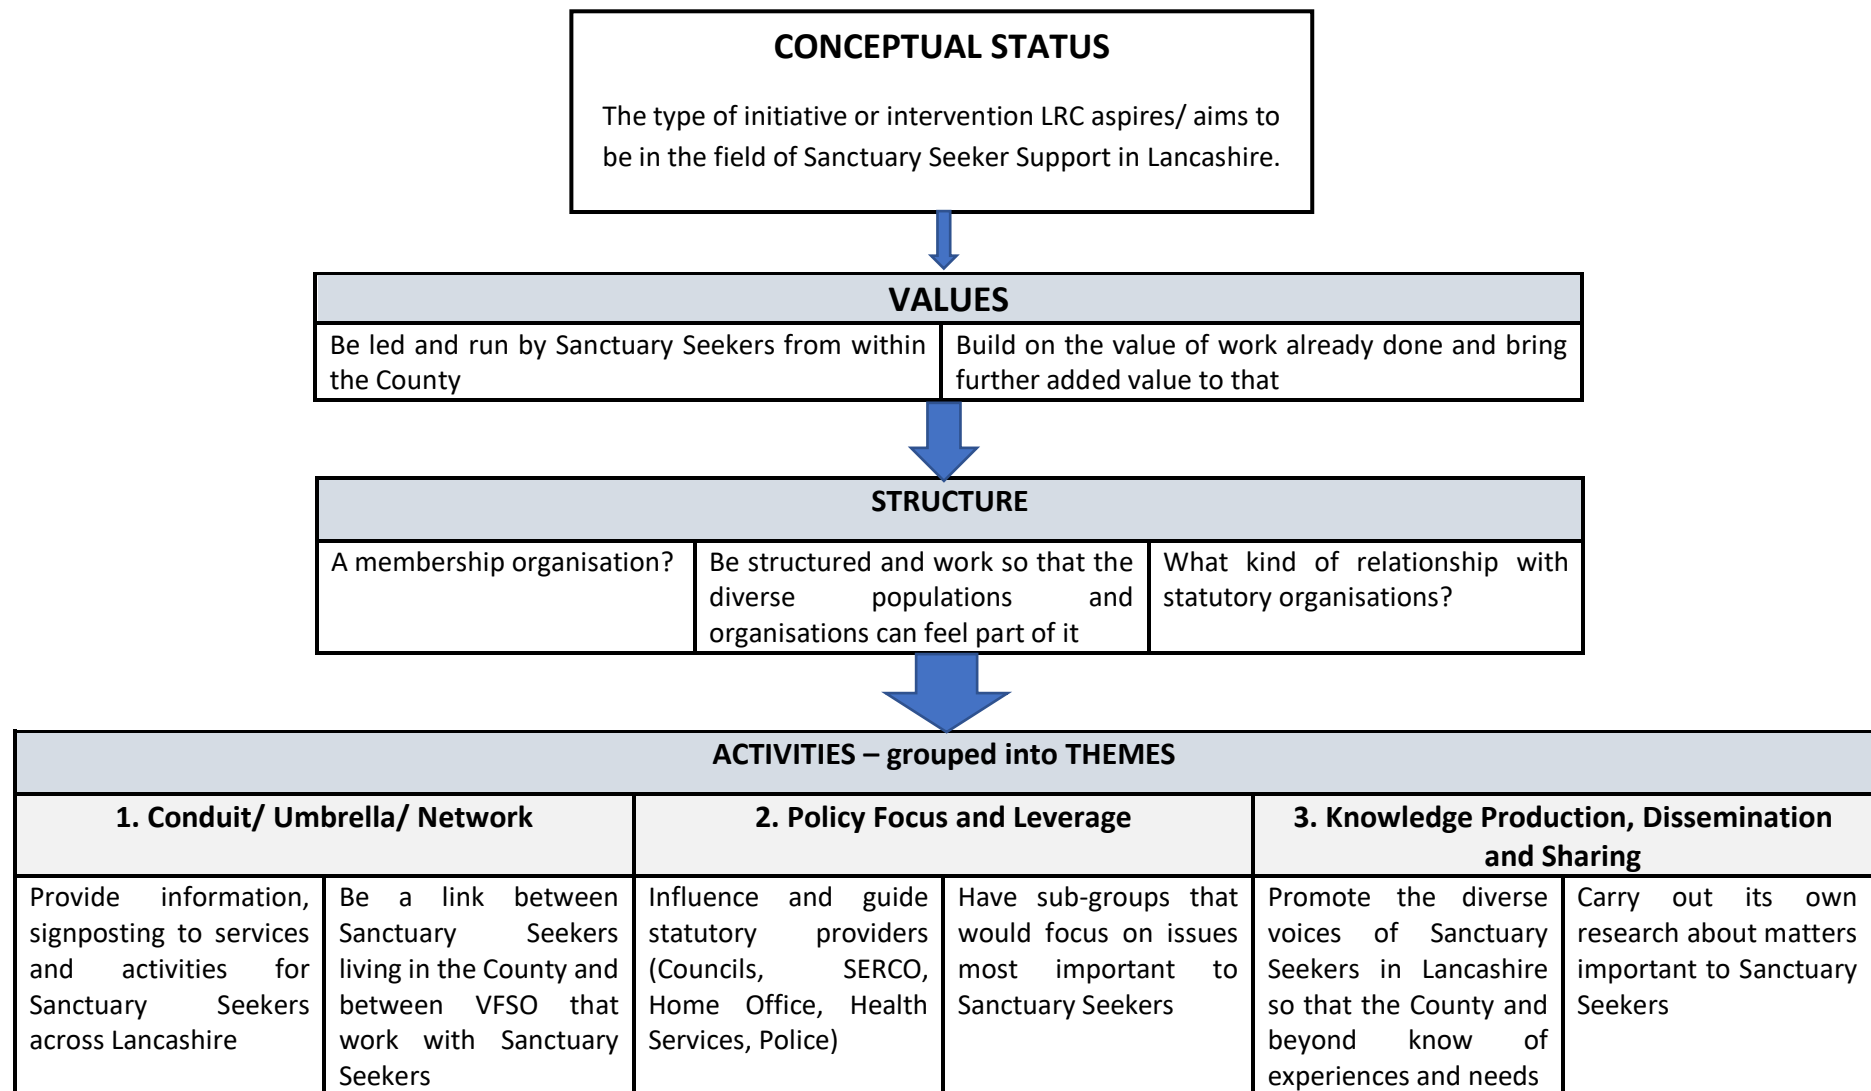 CONCEPTUAL STATUS
The type of initiative or intervention LRC aspires/ aims to
be in the field of Sanctuary Seeker Support in Lancashire.
VALUES
Be led and run by Sanctuary Seekers from within
the County
Build on the value of work already done and bring
further added value to that
STRUCTURE
A membership organisation?
Be structured and work so that the
diverse populations and
organisations can feel part of it
What kind of relationship with
statutory organisations?
ACTIVITIES – grouped into THEMES
1. Conduit/ Umbrella/ Network
2. Policy Focus and Leverage
3. Knowledge Production, Dissemination
and Sharing
Provide information,
signposting to services
and activities for
Sanctuary Seekers
across Lancashire
Be a link between
Sanctuary Seekers
living in the County and
between VFSO that
work with Sanctuary
Seekers
Influence and guide
statutory providers
(Councils, SERCO,
Home Office, Health
Services, Police)
Have sub-groups that
would focus on issues
most important to
Sanctuary Seekers
Promote the diverse
voices of Sanctuary
Seekers in Lancashire
so that the County and
beyond know of
experiences and needs
Carry out its own
research about matters
important to Sanctuary
Seekers